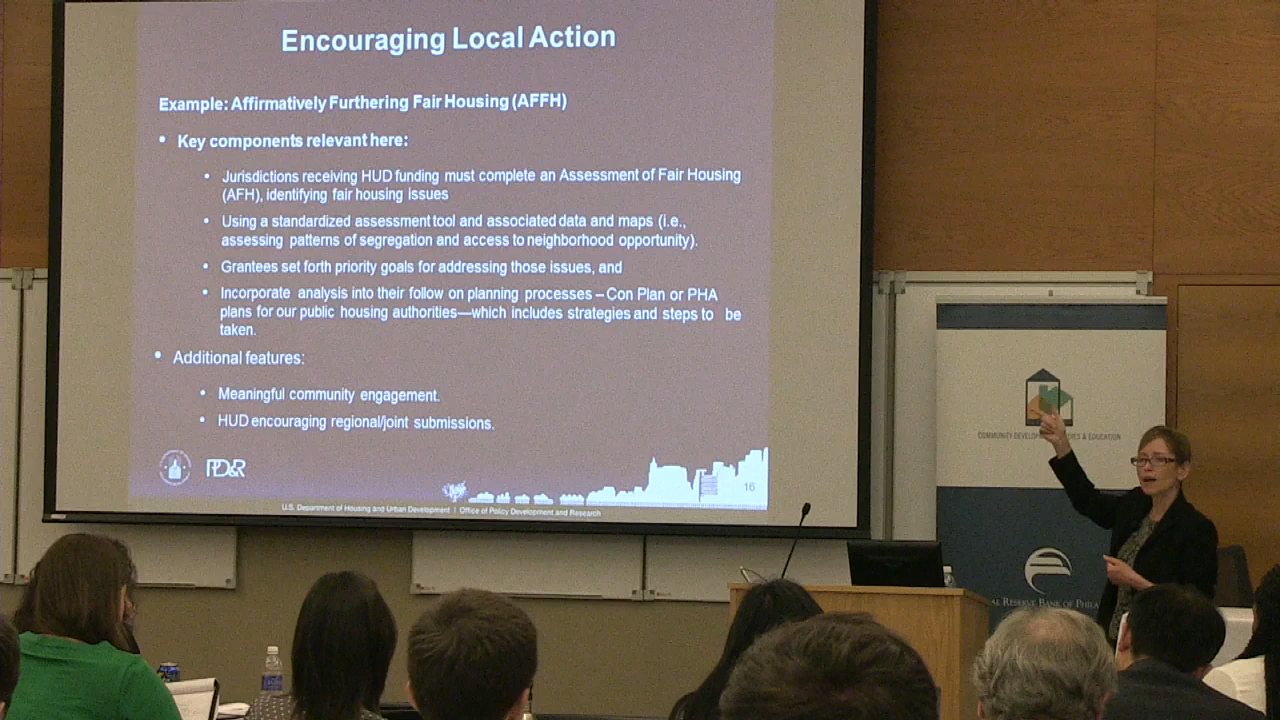 Encouraging Local Action
Example: Affirmatively Furthering Fair Housing (AFFH)
• Key components relevant here:
• Jurisdictions receiving HUD funding must complete an Assessment of Fair Housing
(AFH), identifying fair housing issues
• Using a standardized assessment tool and associated data and maps (i.e.,
assessing patterns of segregation and access to neighborhood opportunity).
• Grantees set forth priority goals for addressing those issues, and
• Incorporate analysis into their follow on planning processes – Con Plan or PHA
plans for our public housing authorities—which includes strategies and steps to be
taken.
• Additional features:
• Meaningful community engagement.
• HUD encouraging regional/joint submissions.
PD&R
16
U.S. Department of Housing and Urban Development | Office of Policy Development and Research
COMMUNITY & EDUCATION
RESERVE BANK OF